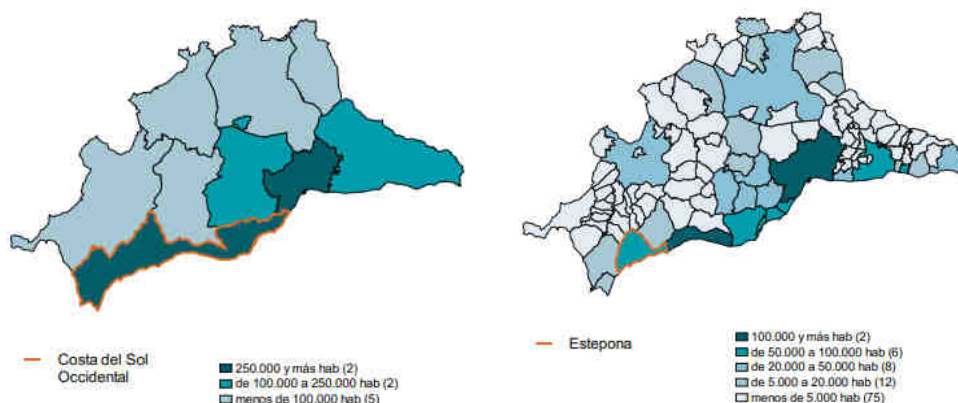 Costa del Sol
Occidental
250.000 y más hab (2)
de 100.000 a 250.000 hab (2)
menos de 100.000 hab (5)
Estepona
100.000 y más hab (2)
de 50.000 a 100.000 hab (6)
de 20.000 a 50.000 hab (8)
de 5.000 a 20.000 hab (12)
menos de 5.000 hab (75)